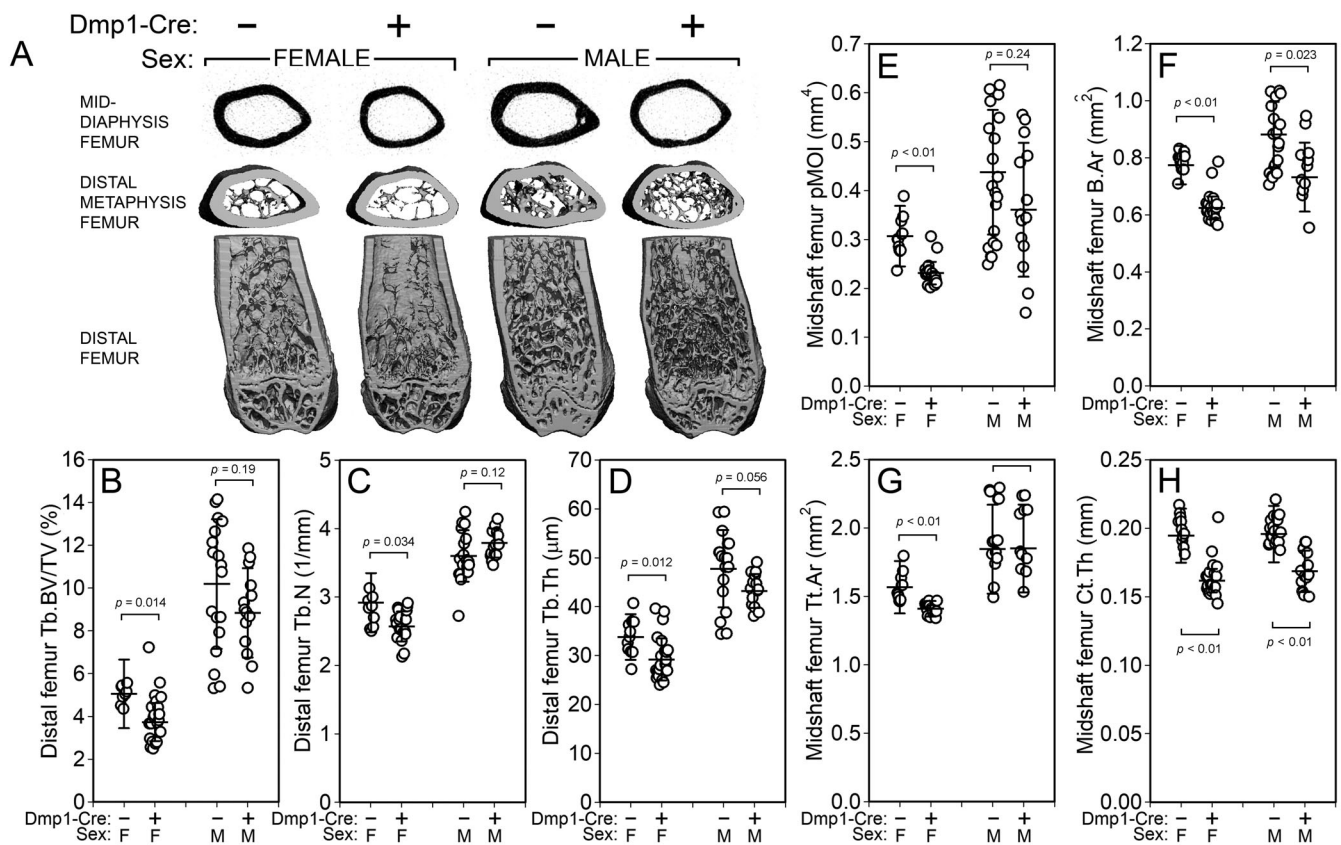 A
Dmp1-Cre: − + − +
Sex: FEMALE MALE
MID-
DIAPHYSIS
FEMUR
DISTAL
METAPHYSIS
FEMUR
DISTAL
FEMUR
B
Distal femur Tb.BV/TV (%)
16
14
12
10
8
6
4
2
0
p = 0.014
p = 0.19
Dmp1-Cre: − + − +
Sex: F F M M
C
Distal femur Tb.N (1/mm)
5
4
3
2
1
0
p = 0.034
p = 0.12
Dmp1-Cre: − + − +
Sex: F F M M
D
Distal femur Tb.Th (μm)
70
60
50
40
30
20
10
0
p = 0.012
p = 0.056
Dmp1-Cre: − + − +
Sex: F F M M
E
Midshaft femur pMOI (mm⁴)
0.7
0.6
0.5
0.4
0.3
0.2
0.1
0.0
p < 0.01
p = 0.24
Dmp1-Cre: − + − +
Sex: F F M M
F
Midshaft femur B.Ar (mm²)
1.2
1.0
0.8
0.6
0.4
0.2
0.0
p < 0.01
p = 0.023
Dmp1-Cre: − + − +
Sex: F F M M
G
Midshaft femur Tt.Ar (mm²)
2.5
2.0
1.5
1.0
0.5
0.0
p < 0.01
Dmp1-Cre: − + − +
Sex: F F M M
H
Midshaft femur Ct.Th (mm)
0.25
0.20
0.15
0.10
0.05
0.00
p < 0.01
p < 0.01
Dmp1-Cre: − + − +
Sex: F F M M